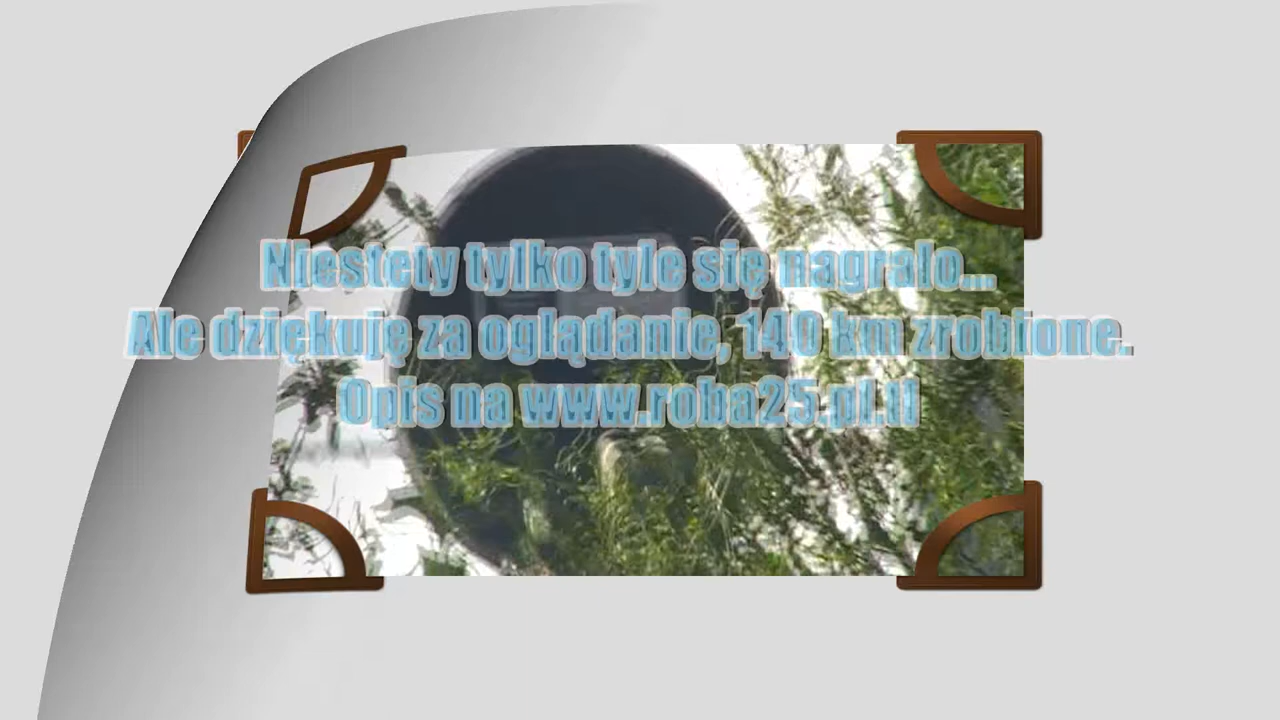 Niestety tylko tyle się nagrało...
Ale dziękuję za oglądanie, 140 km zrobione.
Opis na www.roba25.pl.tl